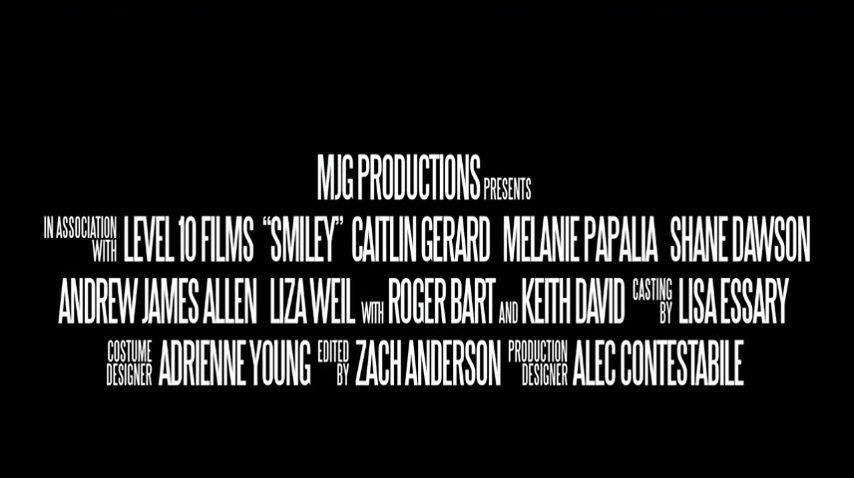 MJG PRODUCTIONS PRESENTS
IN ASSOCIATION WITH LEVEL 10 FILMS “SMILEY” CAITLIN GERARD MELANIE PAPALIA SHANE DAWSON
ANDREW JAMES ALLEN LIZA WEIL WITH ROGER BART AND KEITH DAVID CASTING BY LISA ESSARY
COSTUME DESIGNER ADRIENNE YOUNG EDITED BY ZACH ANDERSON PRODUCTION DESIGNER ALEC CONTESTABILE